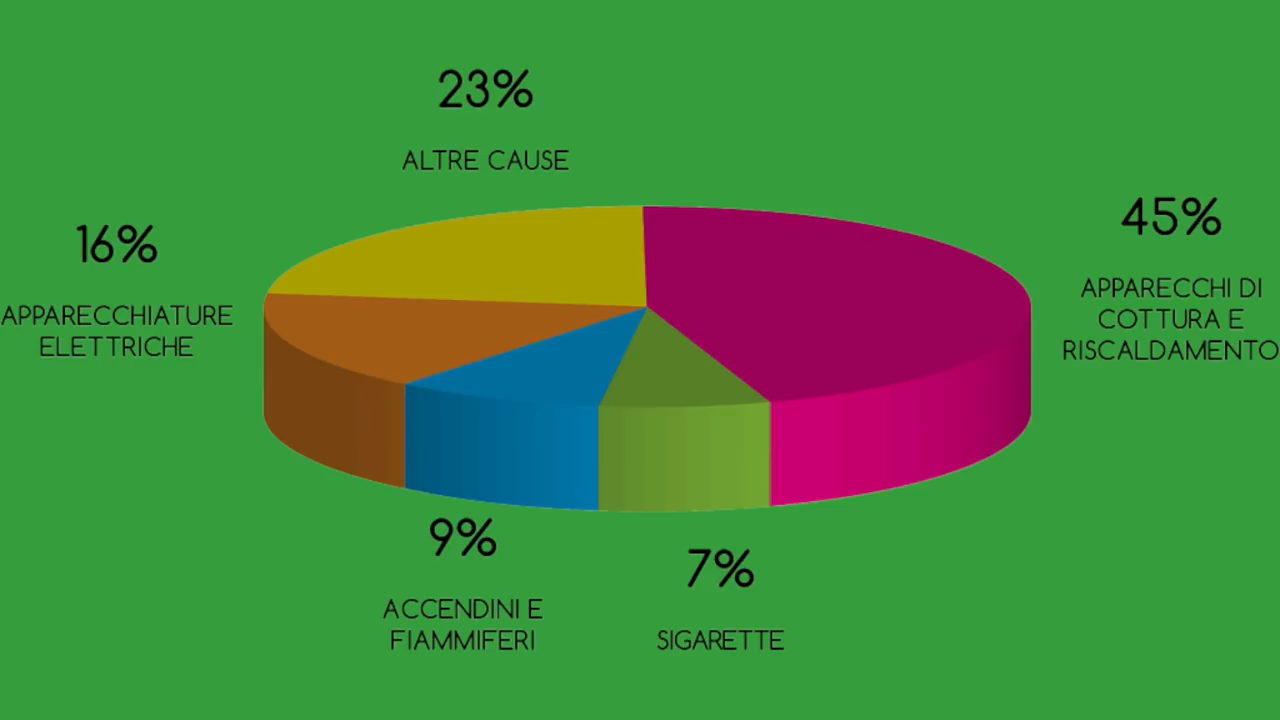 23%
ALTRE CAUSE
45%
APPARECCHI DI
COTTURA E
RISCALDAMENTO
16%
APPARECCHIATURE
ELETTRICHE
9%
ACCENDINI E
FIAMMIFERI
7%
SIGARETTE